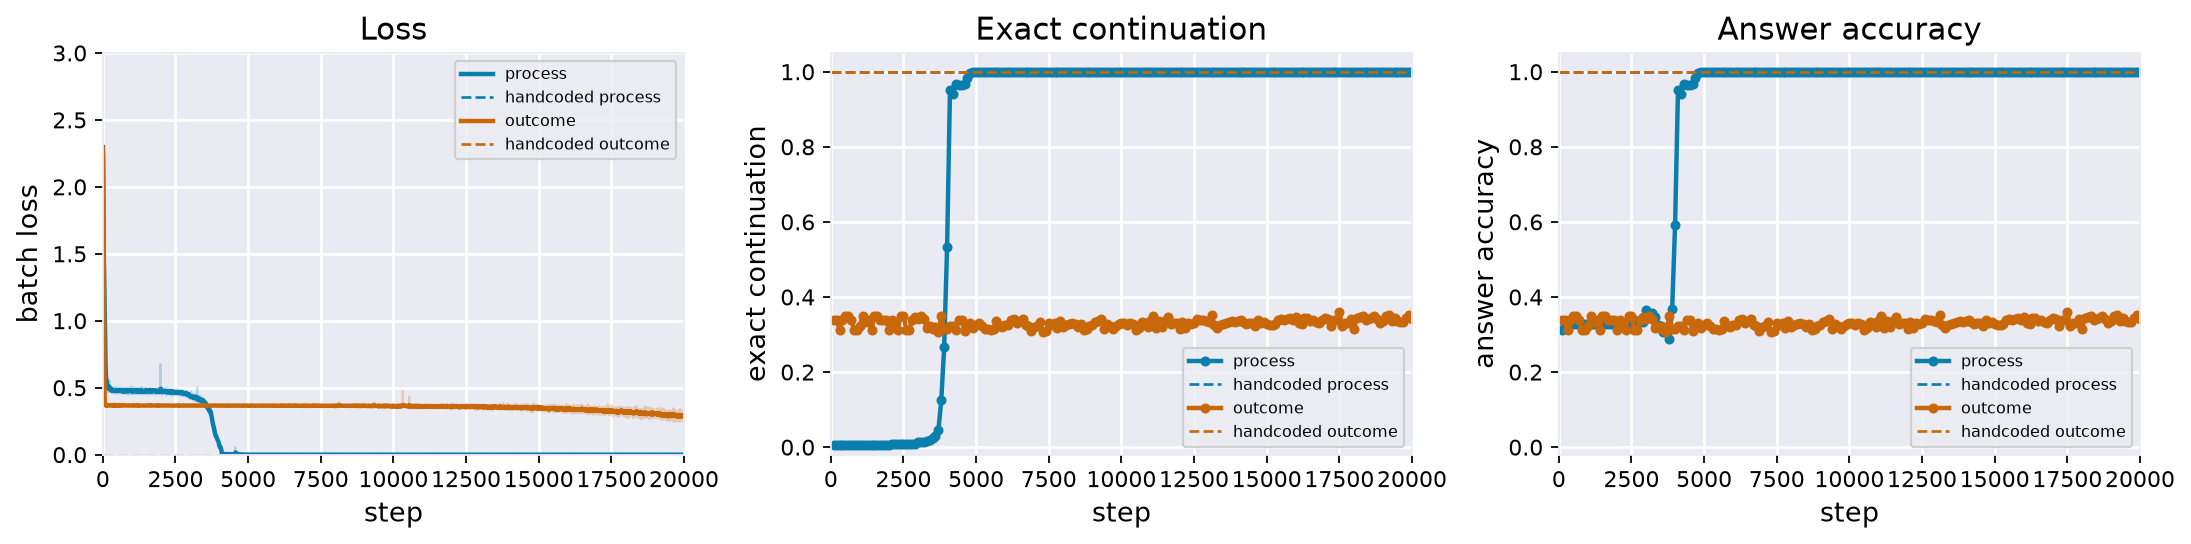 Loss
3.0
2.5
2.0
1.5
1.0
0.5
0.0
batch loss
0 2500 5000 7500 10000 12500 15000 17500 20000
step
process
handcoded process
outcome
handcoded outcome
Exact continuation
1.0
0.8
0.6
0.4
0.2
0.0
exact continuation
0 2500 5000 7500 10000 12500 15000 17500 20000
step
process
handcoded process
outcome
handcoded outcome
Answer accuracy
1.0
0.8
0.6
0.4
0.2
0.0
answer accuracy
0 2500 5000 7500 10000 12500 15000 17500 20000
step
process
handcoded process
outcome
handcoded outcome